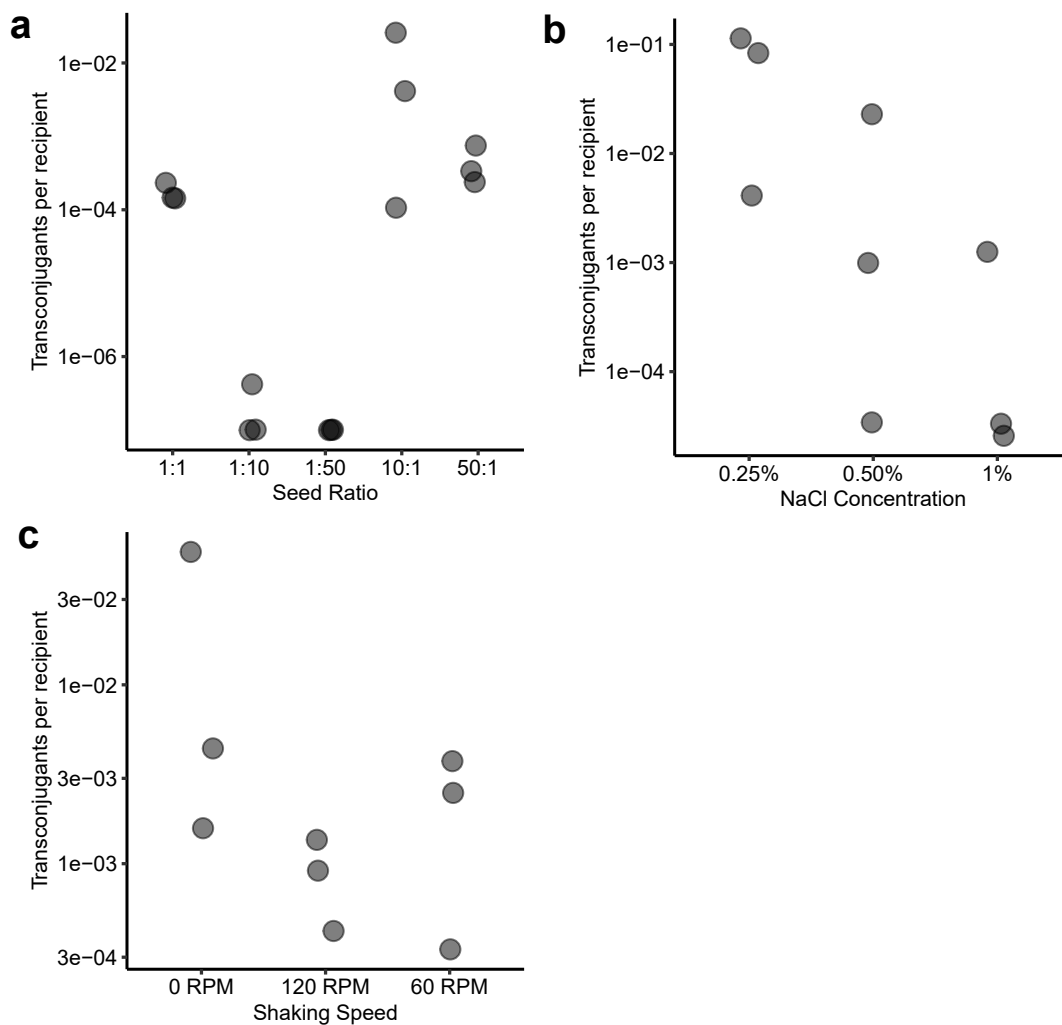 a
Transconjugants per recipient
1e−02
1e−04
1e−06
1:1 1:10 1:50 10:1 50:1
Seed Ratio
b
Transconjugants per recipient
1e−01
1e−02
1e−03
1e−04
0.25% 0.50% 1%
NaCl Concentration
c
Transconjugants per recipient
3e−02
1e−02
3e−03
1e−03
3e−04
0 RPM 120 RPM 60 RPM
Shaking Speed